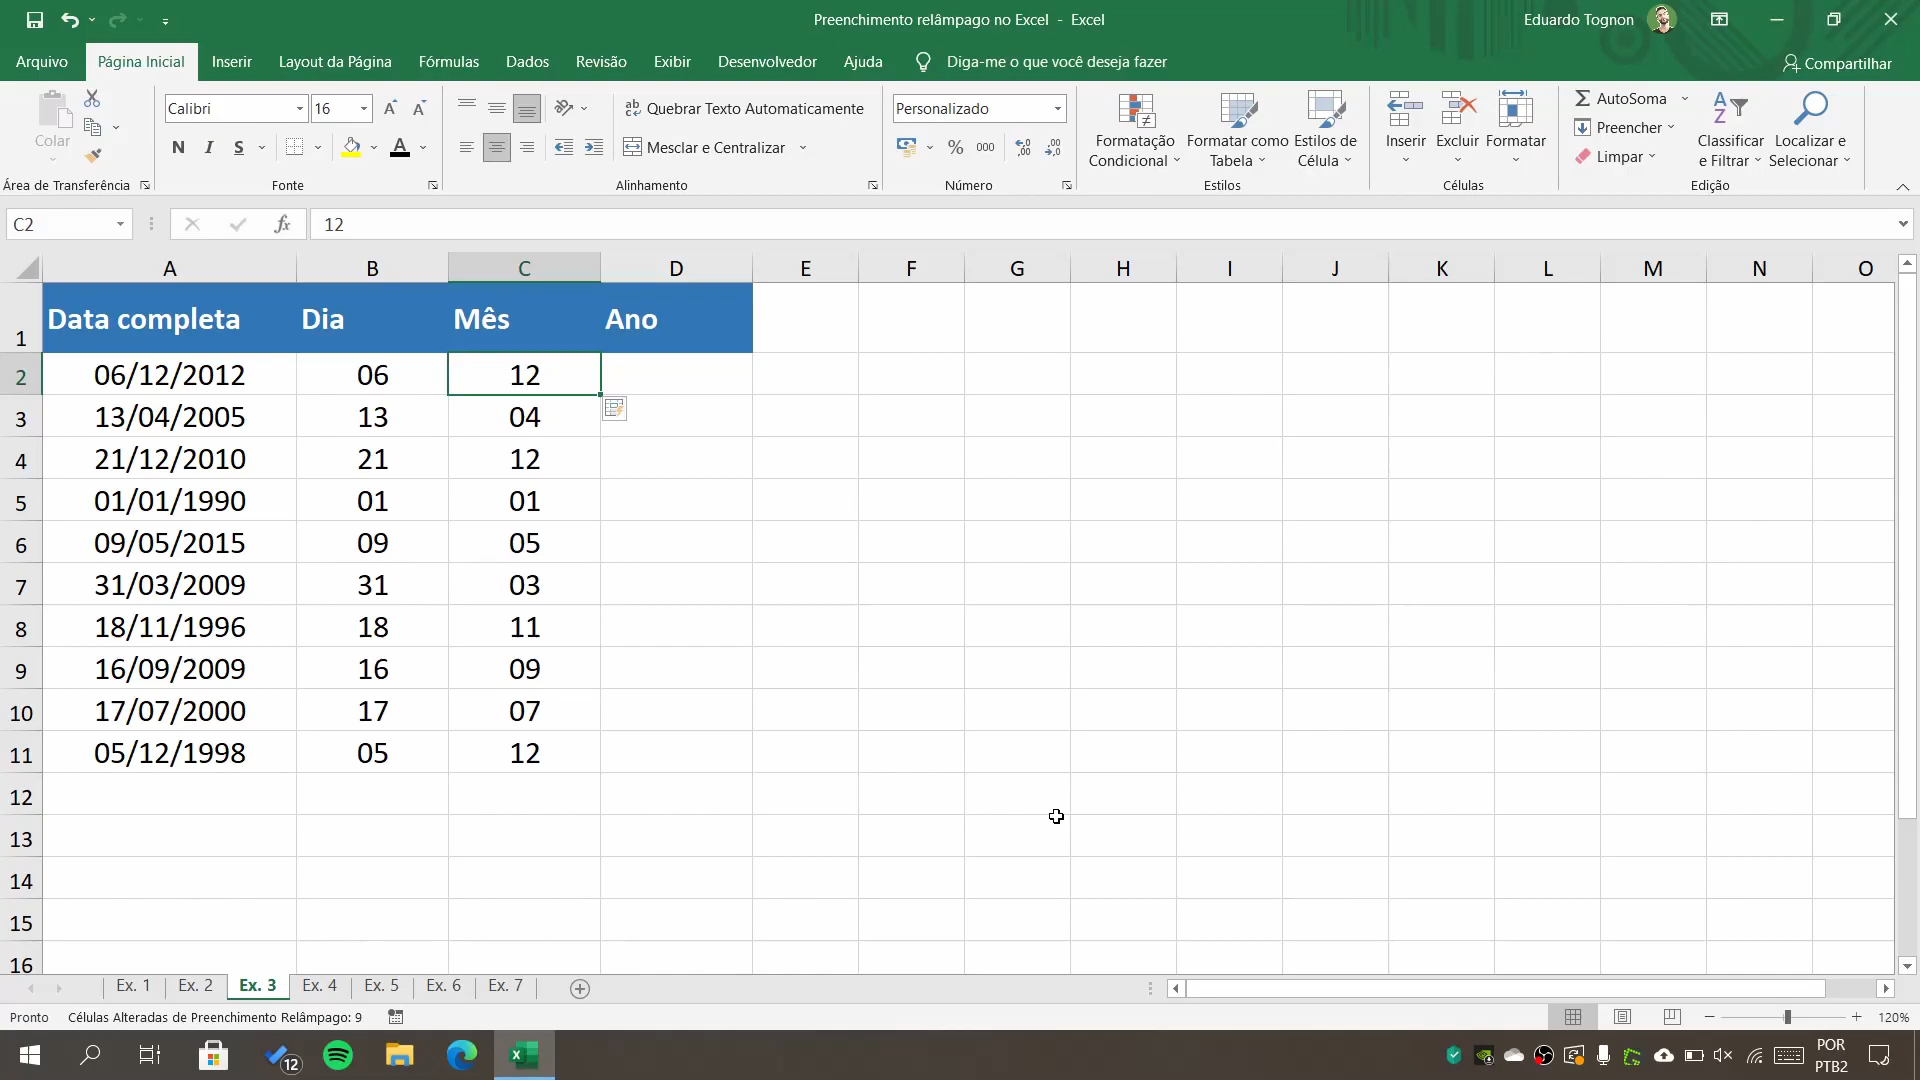 Preenchimento relâmpago no Excel - Excel
Eduardo Tognon
Arquivo Página Inicial Inserir Layout da Página Fórmulas Dados Revisão Exibir Desenvolvedor Ajuda Diga-me o que você deseja fazer Compartilhar
Colar
Calibri 16
N I S
ab Quebrar Texto Automaticamente
Mesclar e Centralizar
Personalizado
% 000
Formatação Condicional
Formatar como Tabela
Estilos de Célula
Inserir Excluir Formatar
AutoSoma
Preencher
Limpar
Classificar e Filtrar
Localizar e Selecionar
Área de Transferência Fonte Alinhamento Número Estilos Células Edição
C2 fx 12
A B C D E F G H I J K L M N O
1 Data completa Dia Mês Ano
2 06/12/2012 06 12
3 13/04/2005 13 04
4 21/12/2010 21 12
5 01/01/1990 01 01
6 09/05/2015 09 05
7 31/03/2009 31 03
8 18/11/1996 18 11
9 16/09/2009 16 09
10 17/07/2000 17 07
11 05/12/1998 05 12
12
13
14
15
16
Ex. 1 Ex. 2 Ex. 3 Ex. 4 Ex. 5 Ex. 6 Ex. 7
Pronto Células Alteradas de Preenchimento Relâmpago: 9 120%
12
POR
PTB2